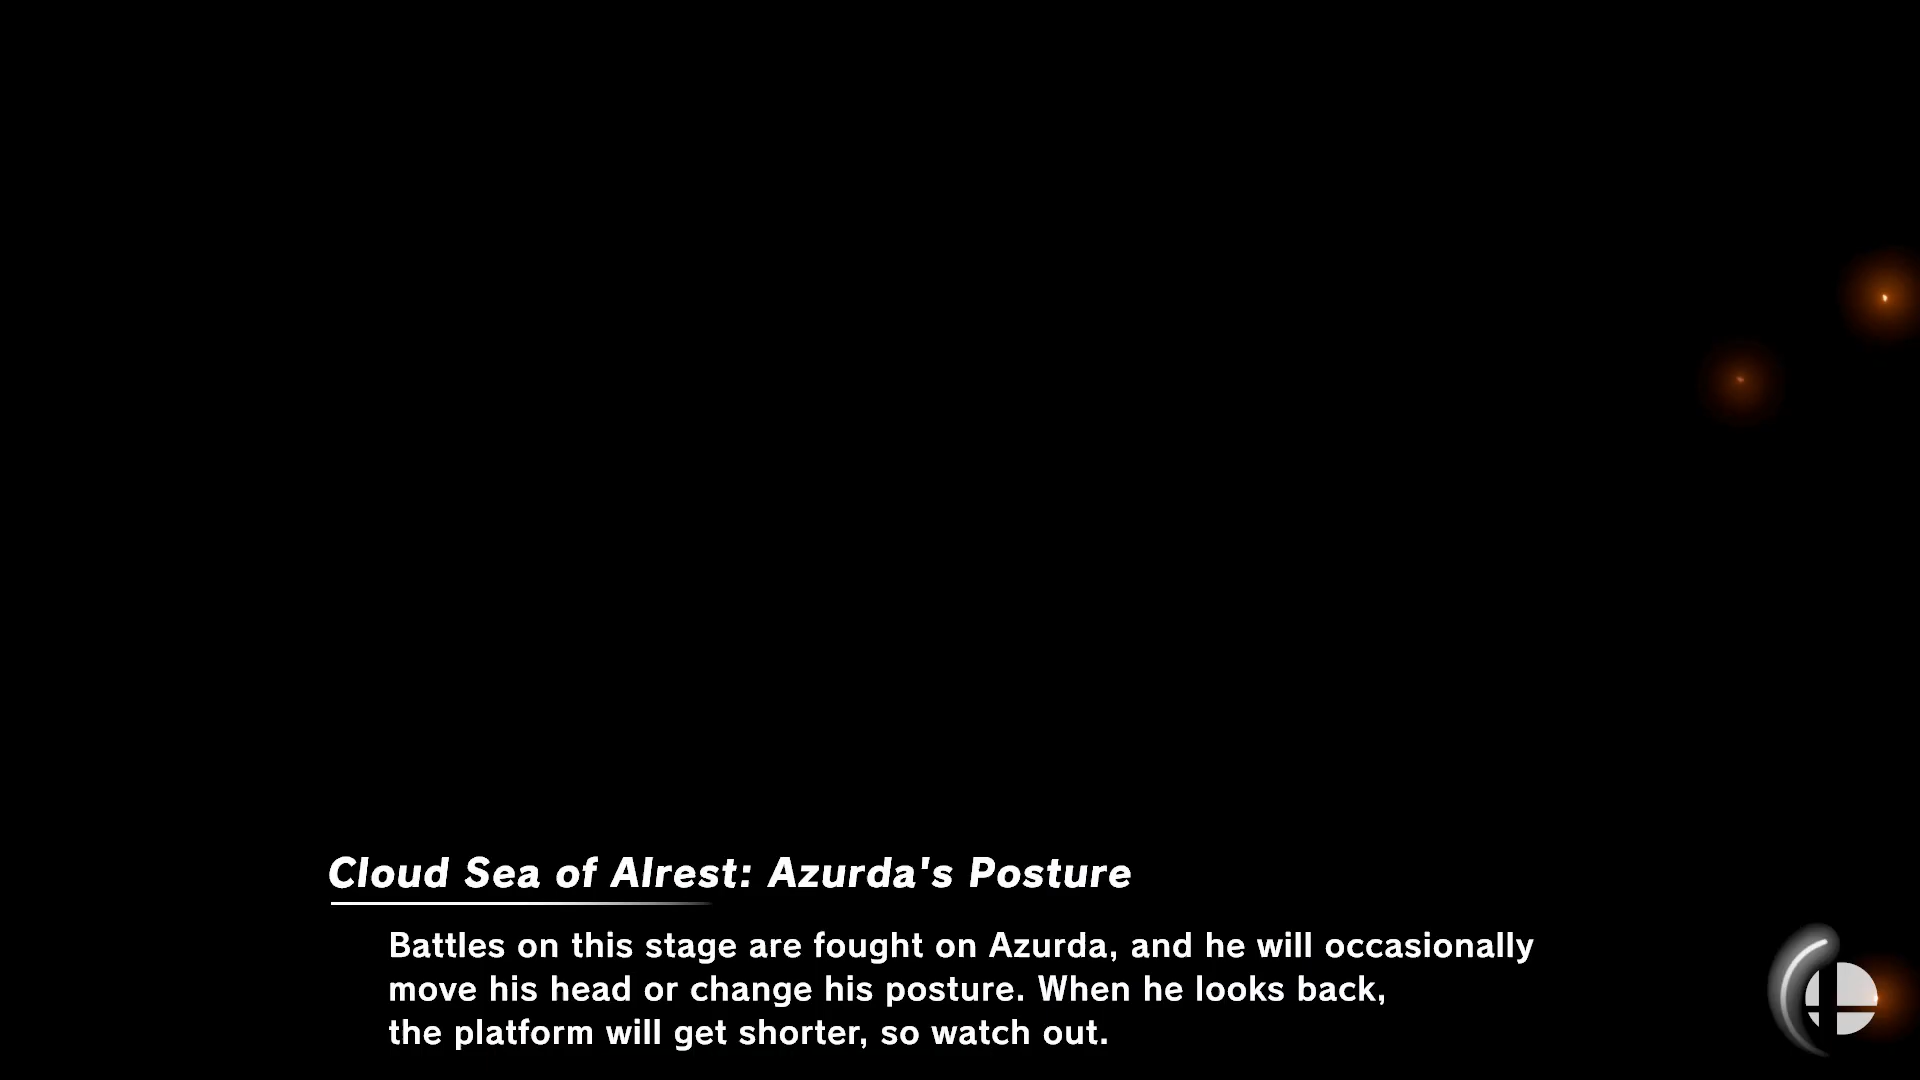 Cloud Sea of Alrest: Azurda's Posture
Battles on this stage are fought on Azurda, and he will occasionally
move his head or change his posture. When he looks back,
the platform will get shorter, so watch out.